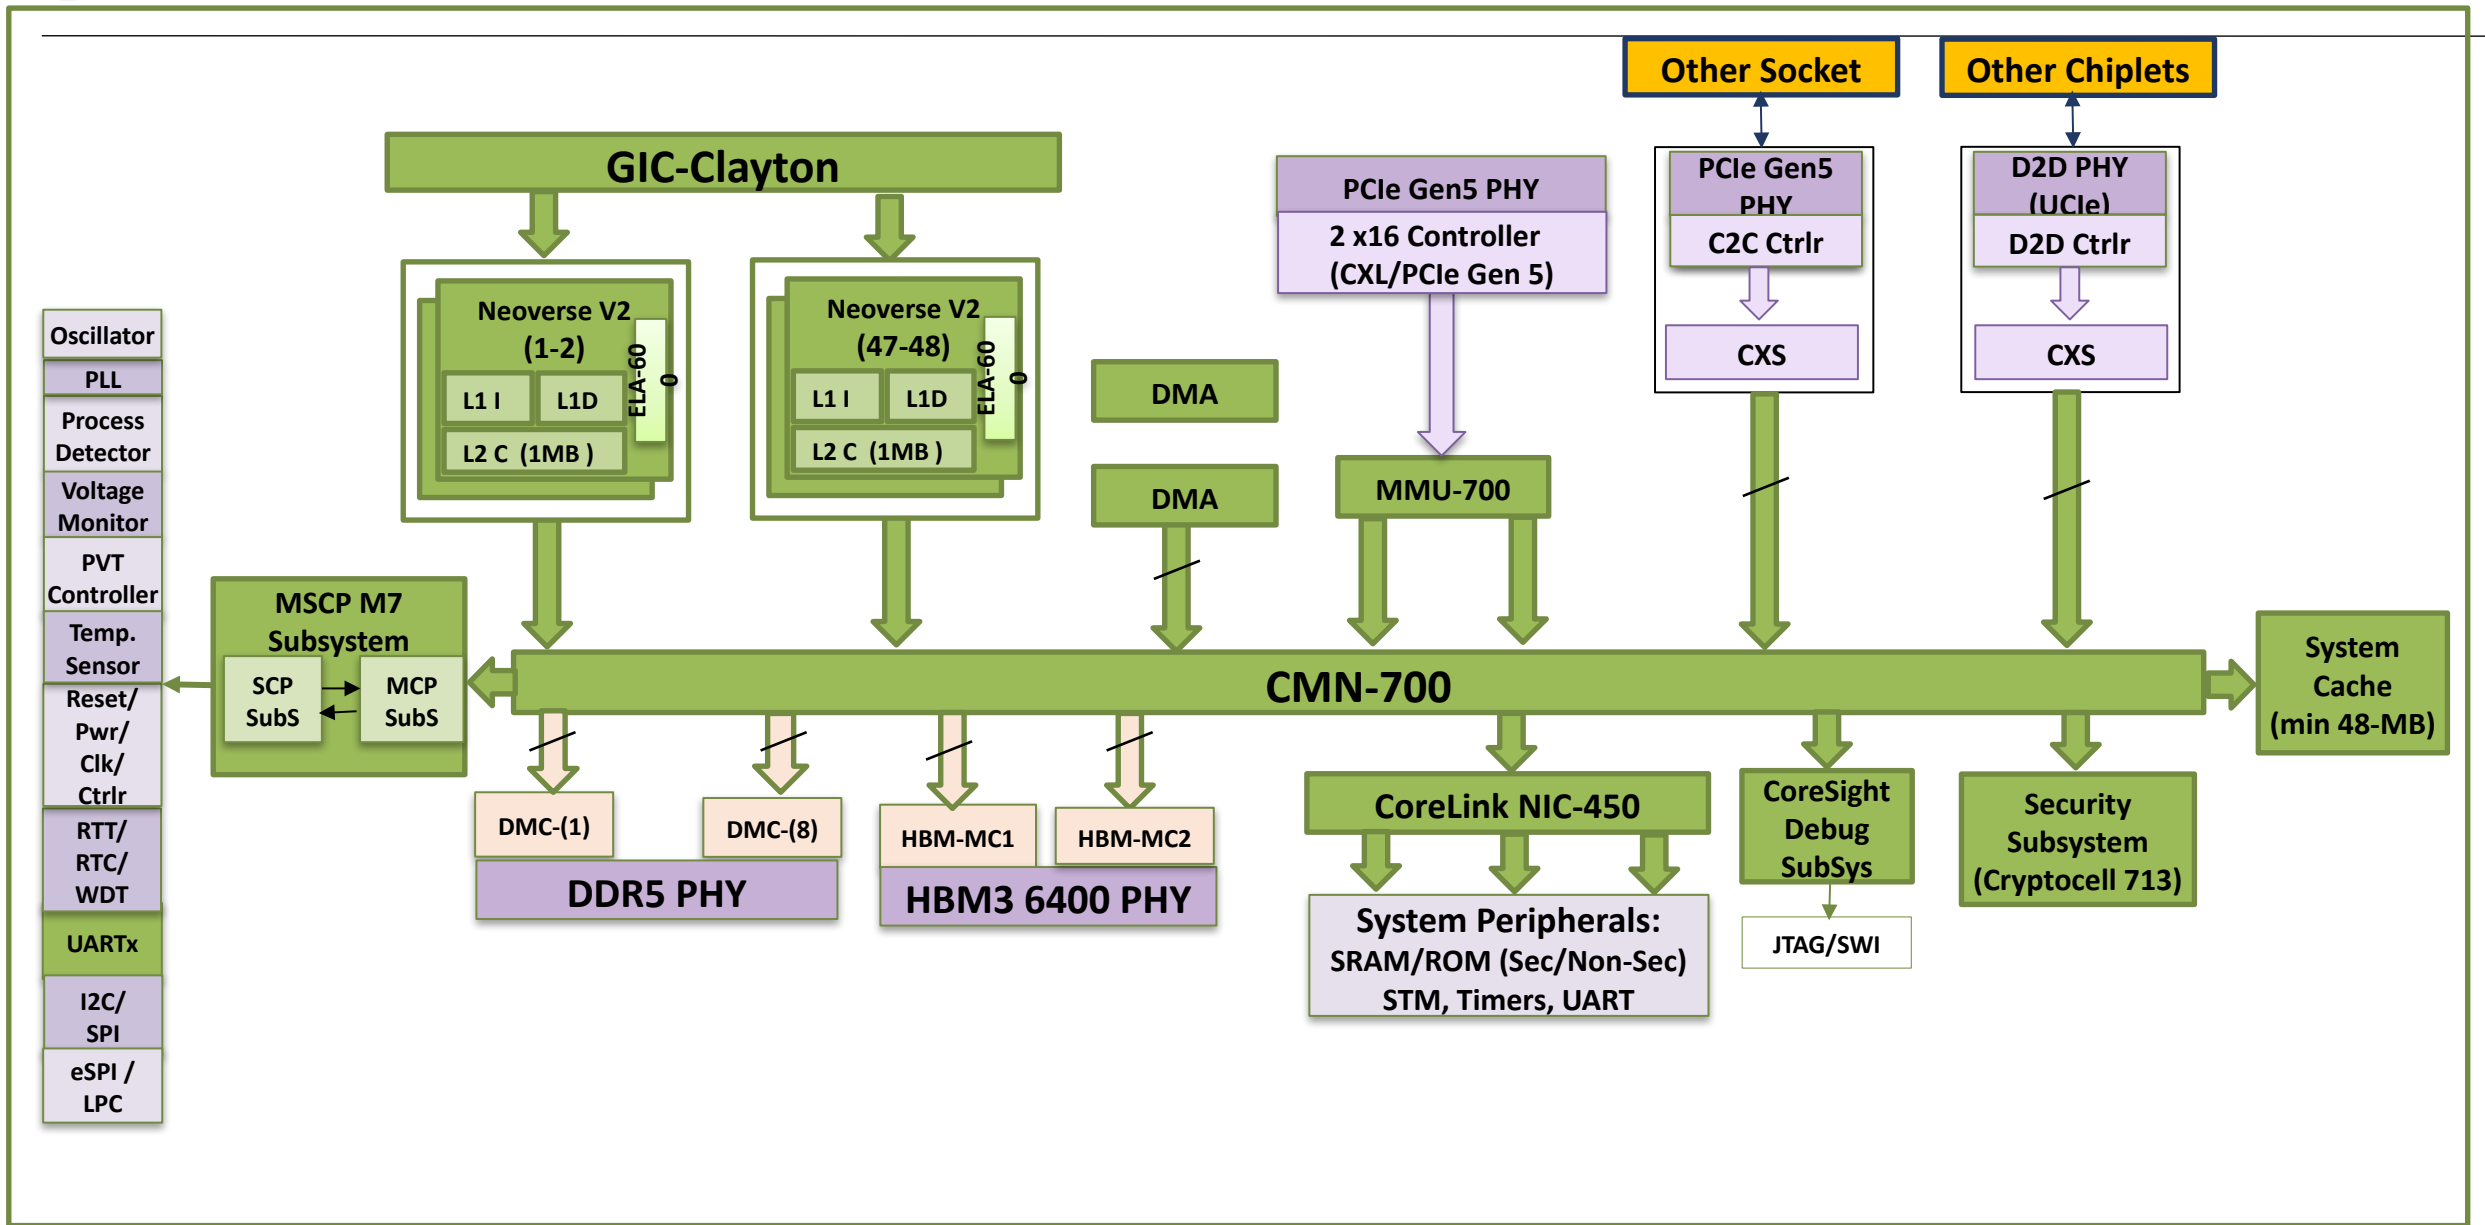 Other Socket
Other Chiplets
GIC-Clayton
PCIe Gen5 PHY
2 x16 Controller
(CXL/PCIe Gen 5)
PCIe Gen5
PHY
C2C Ctrlr
CXS
D2D PHY
(UCIe)
D2D Ctrlr
CXS
Neoverse V2
(1-2)
L1 I
L1D
L2 C (1MB )
ELA-60
0
Neoverse V2
(47-48)
L1 I
L1D
L2 C (1MB )
ELA-60
0
DMA
DMA
MMU-700
Oscillator
PLL
Process
Detector
Voltage
Monitor
PVT
Controller
Temp.
Sensor
Reset/
Pwr/
Clk/
Ctrlr
RTT/
RTC/
WDT
UARTx
I2C/
SPI
eSPI /
LPC
MSCP M7
Subsystem
SCP
SubS
MCP
SubS
CMN-700
System
Cache
(min 48-MB)
DMC-(1)
DMC-(8)
DDR5 PHY
HBM-MC1
HBM-MC2
HBM3 6400 PHY
CoreLink NIC-450
System Peripherals:
SRAM/ROM (Sec/Non-Sec)
STM, Timers, UART
CoreSight
Debug
SubSys
JTAG/SWI
Security
Subsystem
(Cryptocell 713)